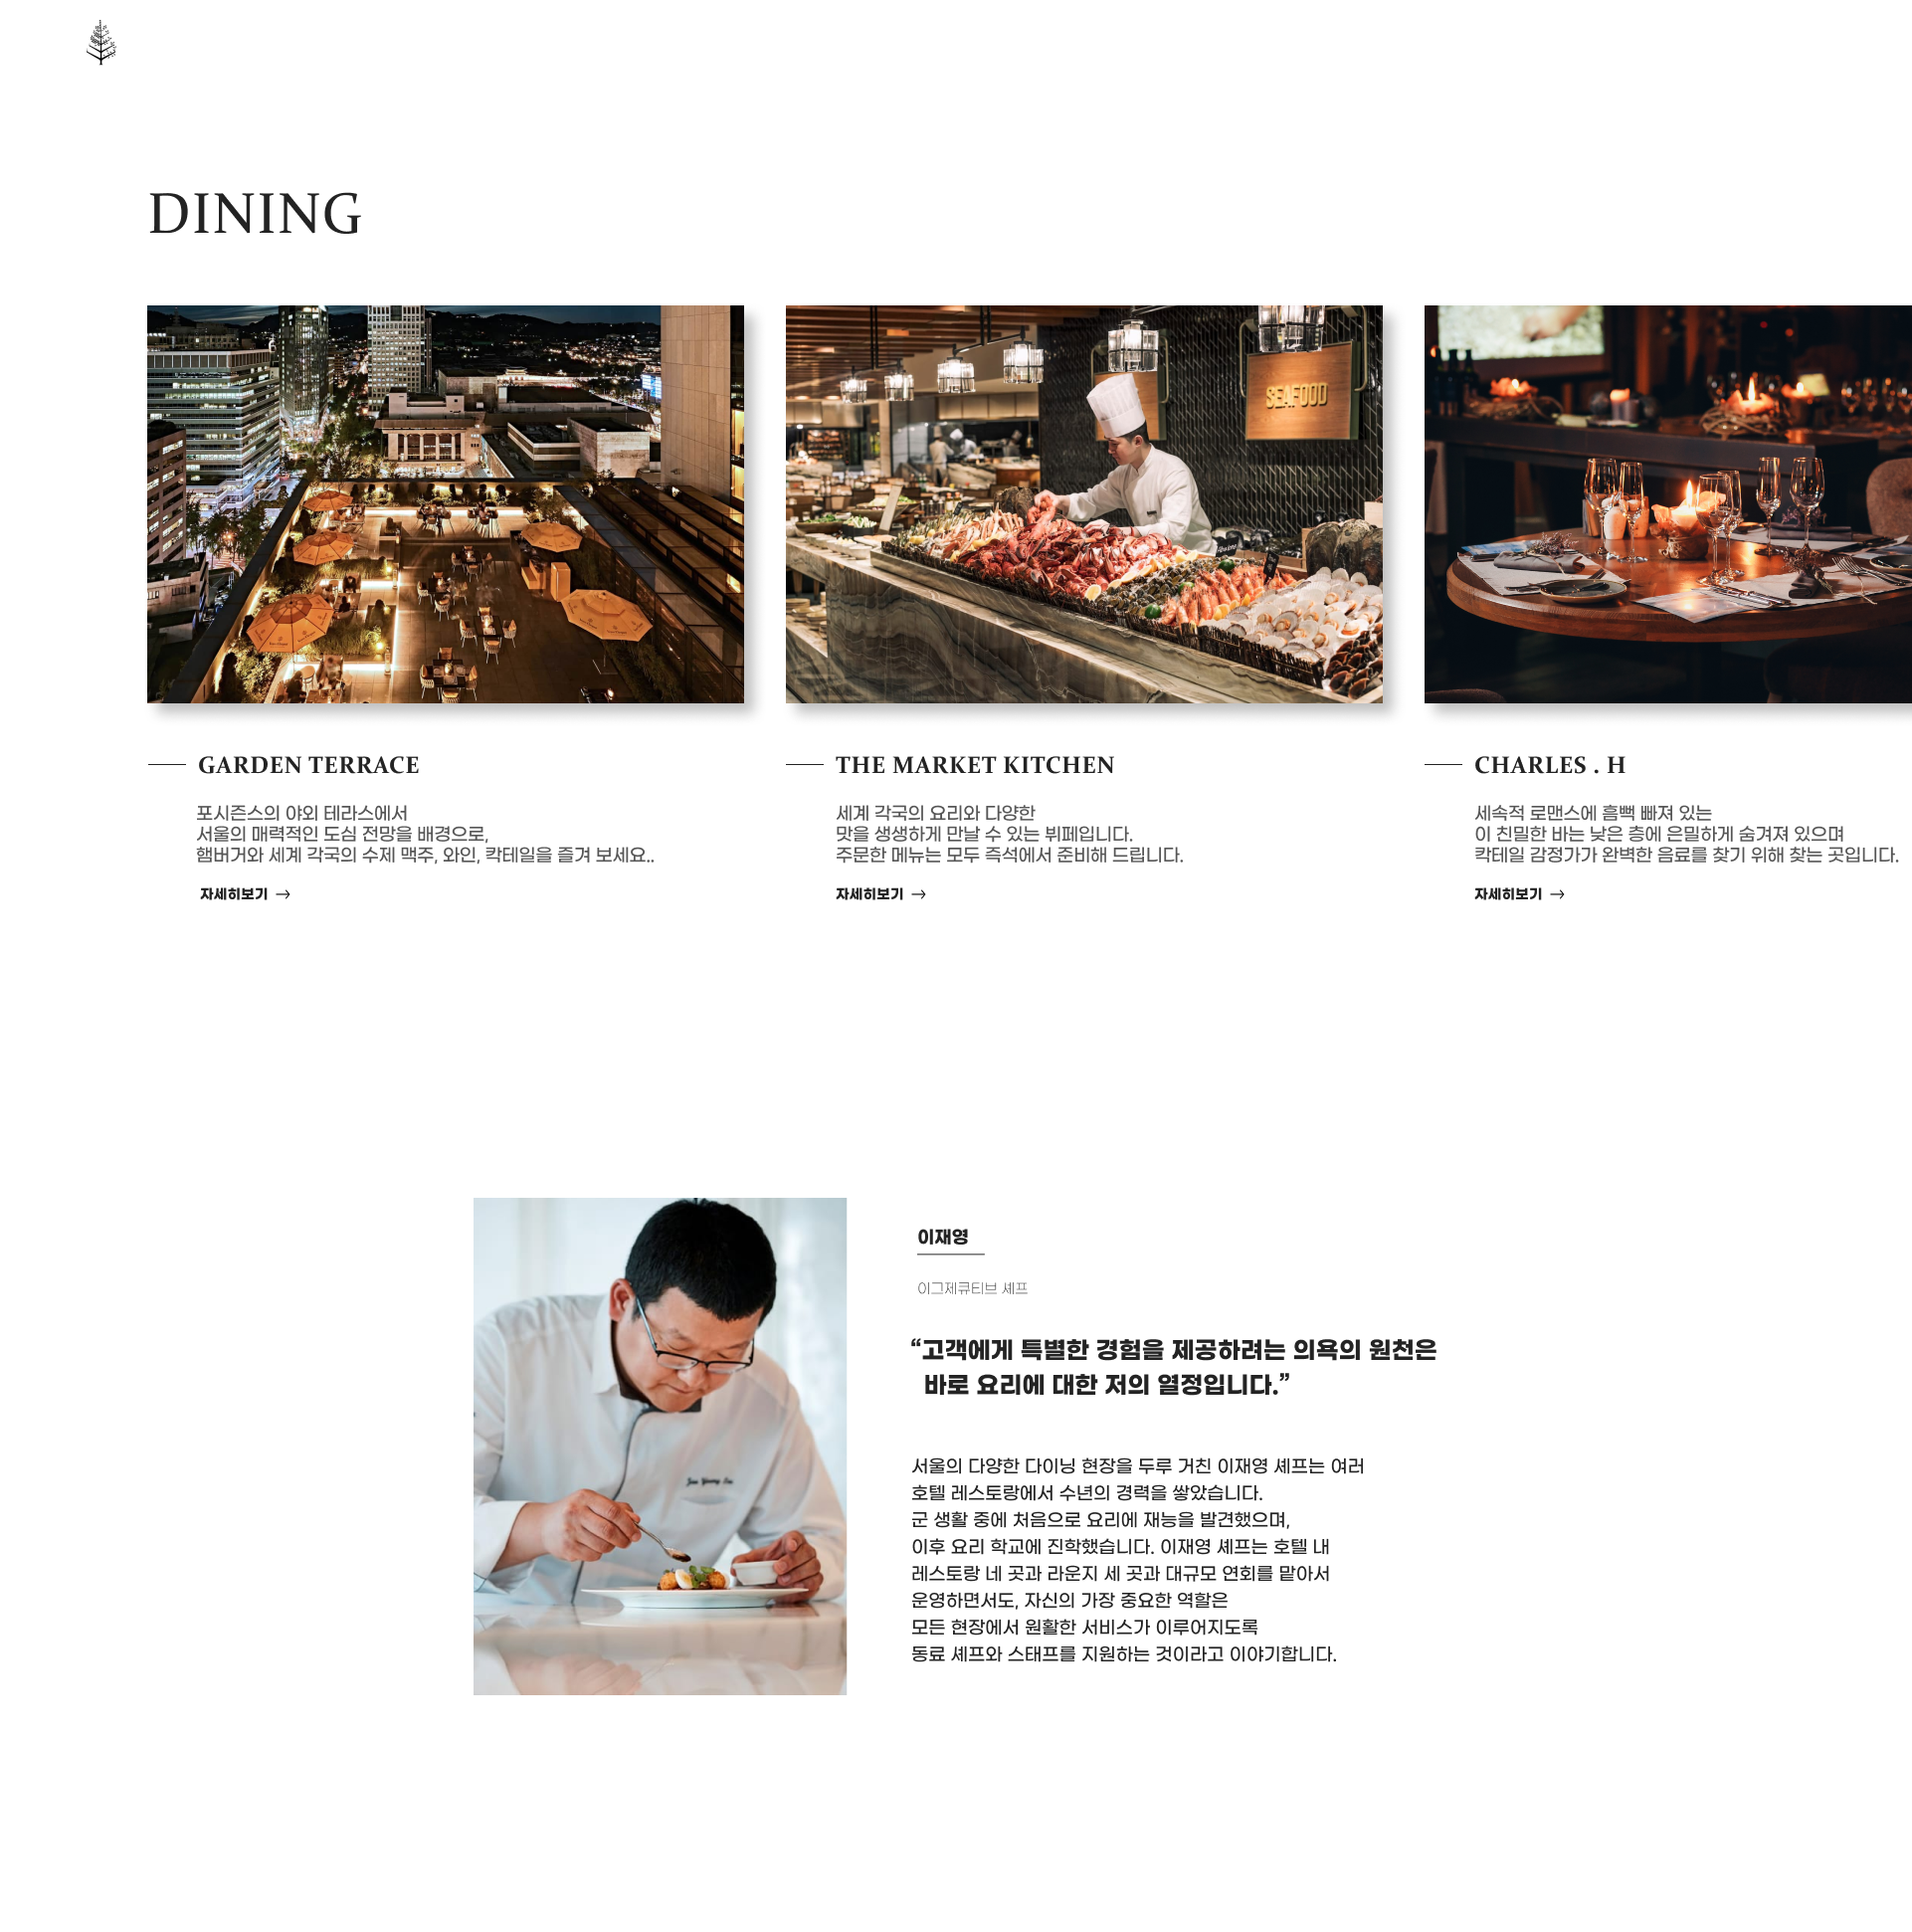 DINING
SEAFOOD
GARDEN TERRACE
포시즌스의 야외 테라스에서
서울의 매력적인 도심 전망을 배경으로,
햄버거와 세계 각국의 수제 맥주, 와인, 칵테일을 즐겨 보세요..
자세히보기 →
THE MARKET KITCHEN
세계 각국의 요리와 다양한
맛을 생생하게 만날 수 있는 뷔페입니다.
주문한 메뉴는 모두 즉석에서 준비해 드립니다.
자세히보기 →
CHARLES . H
세속적 로맨스에 흠뻑 빠져 있는
이 친밀한 바는 낮은 층에 은밀하게 숨겨져 있으며
칵테일 감정가가 완벽한 음료를 찾기 위해 찾는 곳입니다.
자세히보기 →
이재영
이그제큐티브 셰프
“고객에게 특별한 경험을 제공하려는 의욕의 원천은
바로 요리에 대한 저의 열정입니다.”
서울의 다양한 다이닝 현장을 두루 거친 이재영 셰프는 여러
호텔 레스토랑에서 수년의 경력을 쌓았습니다.
군 생활 중에 처음으로 요리에 재능을 발견했으며,
이후 요리 학교에 진학했습니다. 이재영 셰프는 호텔 내
레스토랑 네 곳과 라운지 세 곳과 대규모 연회를 맡아서
운영하면서도, 자신의 가장 중요한 역할은
모든 현장에서 원활한 서비스가 이루어지도록
동료 셰프와 스태프를 지원하는 것이라고 이야기합니다.